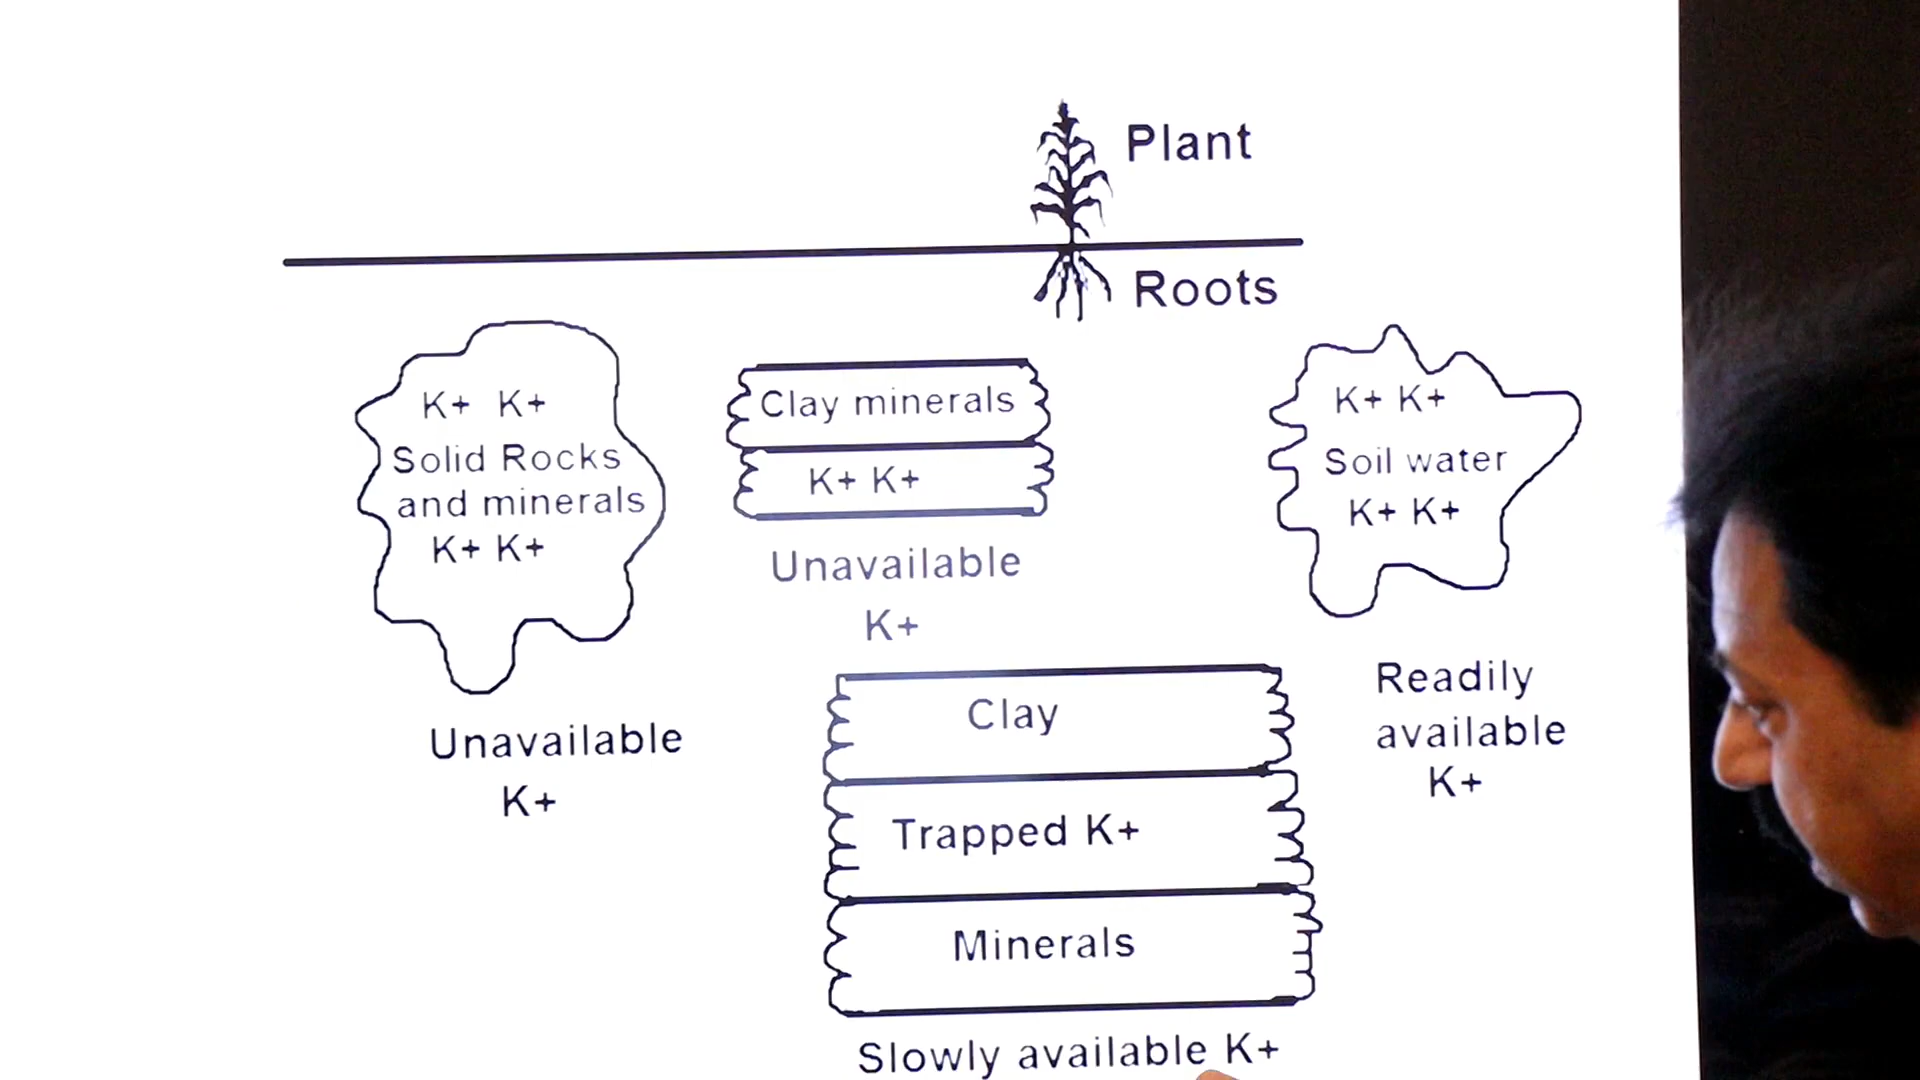 Plant
Roots
K+ K+
Solid Rocks
and minerals
K+ K+
Unavailable
K+
Clay minerals
K+ K+
Unavailable
K+
K+ K+
Soil water
K+ K+
Readily
available
K+
Clay
Trapped K+
Minerals
Slowly available K+